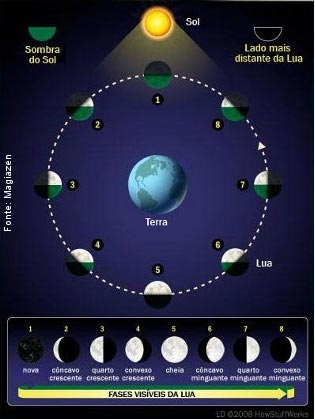 Sol
Sombra
do Sol
Lado mais
distante da Lua
1
2
8
3
7
Terra
4
6
Lua
5
Fonte: Magiazen
1 2 3 4 5 6 7 8
nova côncavo crescente quarto crescente convexo crescente cheia côncavo minguante quarto minguante convexo minguante
FASES VISÍVEIS DA LUA
LD ©2008 HowStuffWorks